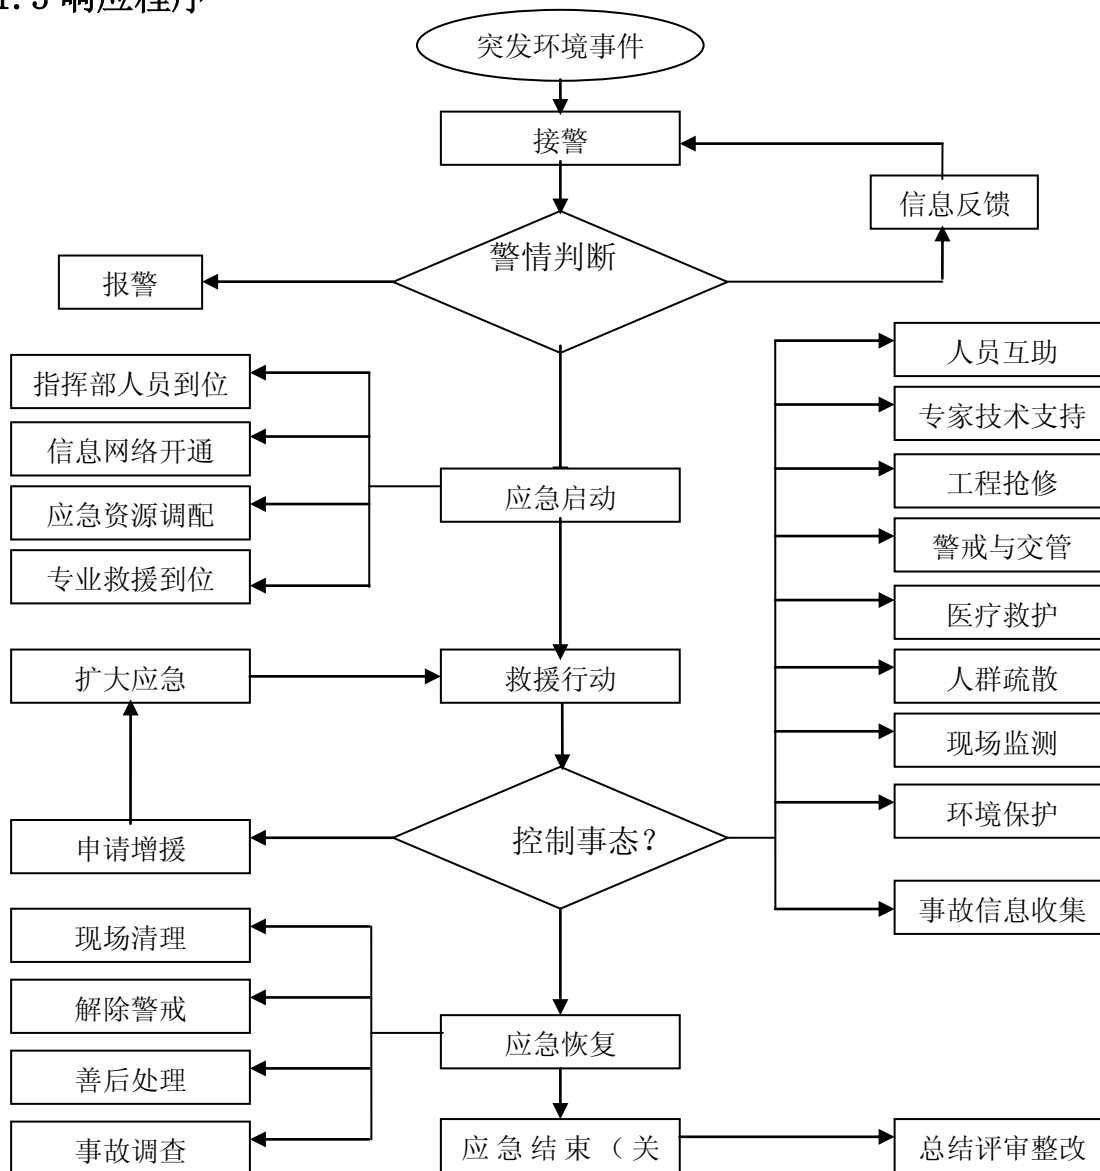 响应程序
突发环境事件
接警
信息反馈
警情判断
报警
人员互助
指挥部人员到位
专家技术支持
信息网络开通
工程抢修
应急启动
应急资源调配
警戒与交管
专业救援到位
医疗救护
扩大应急
救援行动
人群疏散
现场监测
环境保护
申请增援
控制事态？
事故信息收集
现场清理
解除警戒
应急恢复
善后处理
事故调查
应急结束（关
总结评审整改